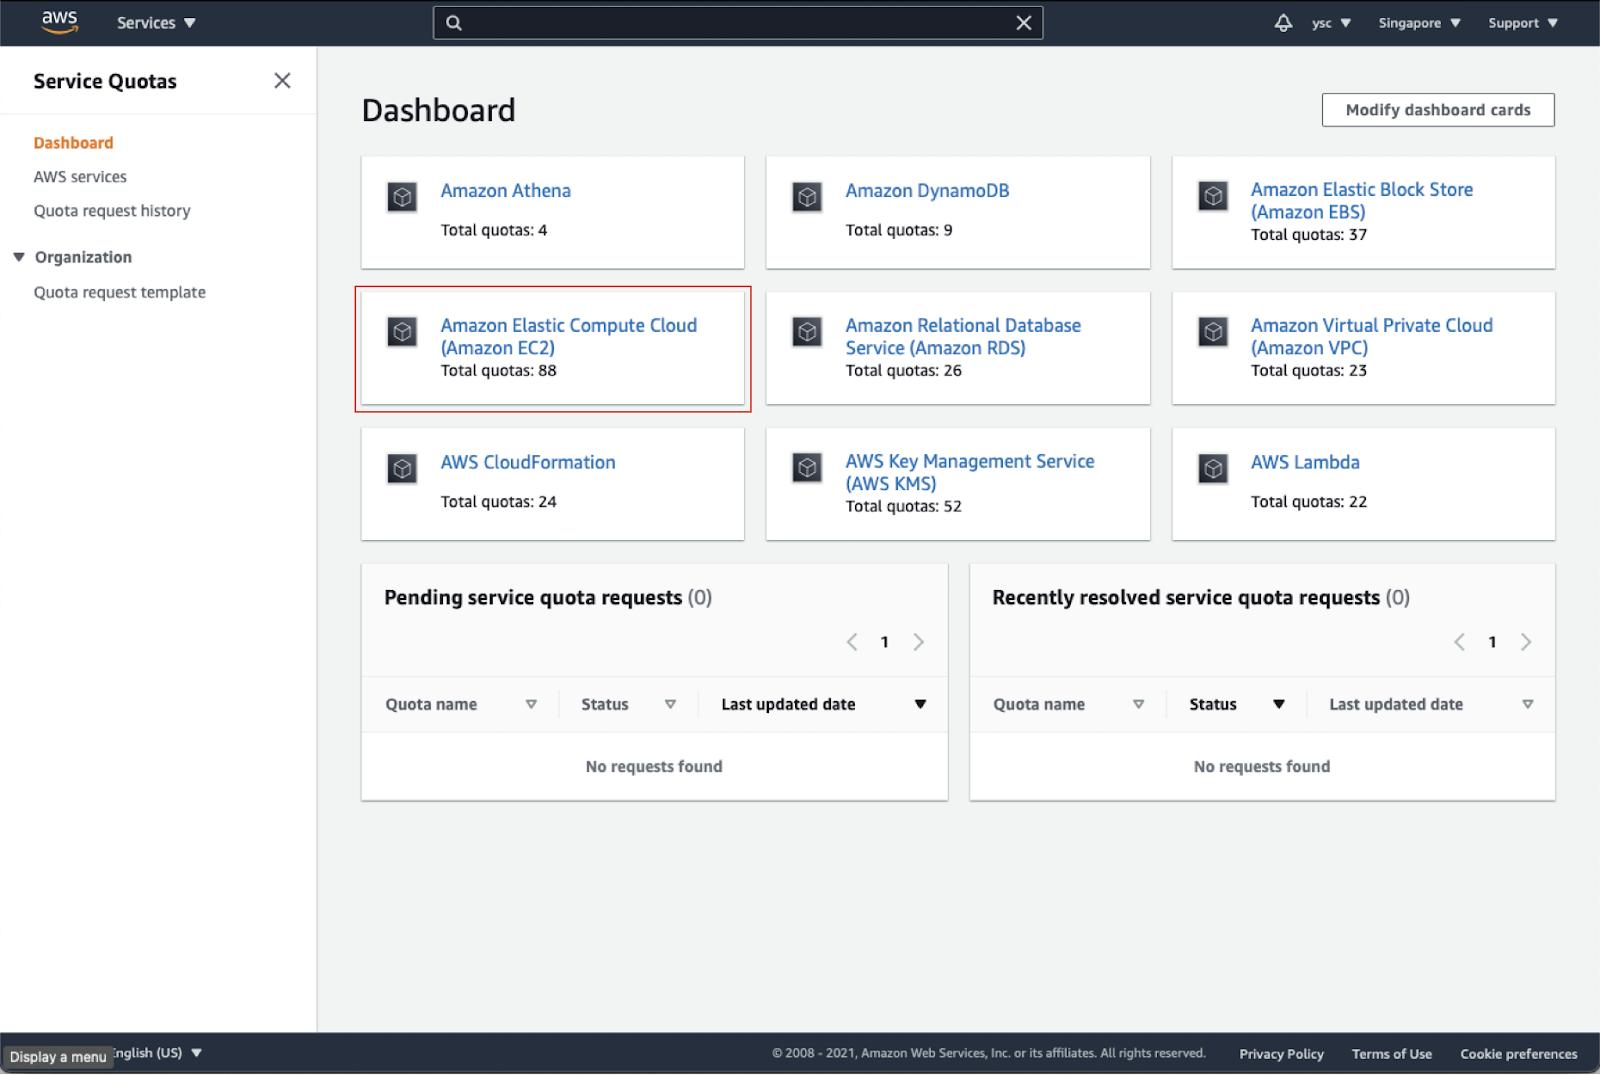 aws Services ysc Singapore Support
Service Quotas
Dashboard
AWS services
Quota request history
Organization
Quota request template
Dashboard
Modify dashboard cards
Amazon Athena
Total quotas: 4
Amazon DynamoDB
Total quotas: 9
Amazon Elastic Block Store
(Amazon EBS)
Total quotas: 37
Amazon Elastic Compute Cloud
(Amazon EC2)
Total quotas: 88
Amazon Relational Database
Service (Amazon RDS)
Total quotas: 26
Amazon Virtual Private Cloud
(Amazon VPC)
Total quotas: 23
AWS CloudFormation
Total quotas: 24
AWS Key Management Service
(AWS KMS)
Total quotas: 52
AWS Lambda
Total quotas: 22
Pending service quota requests (0)
1
Quota name Status Last updated date
No requests found
Recently resolved service quota requests (0)
1
Quota name Status Last updated date
No requests found
Display a menu
nglish (US)
© 2008 - 2021, Amazon Web Services, Inc. or its affiliates. All rights reserved. Privacy Policy Terms of Use Cookie preferences